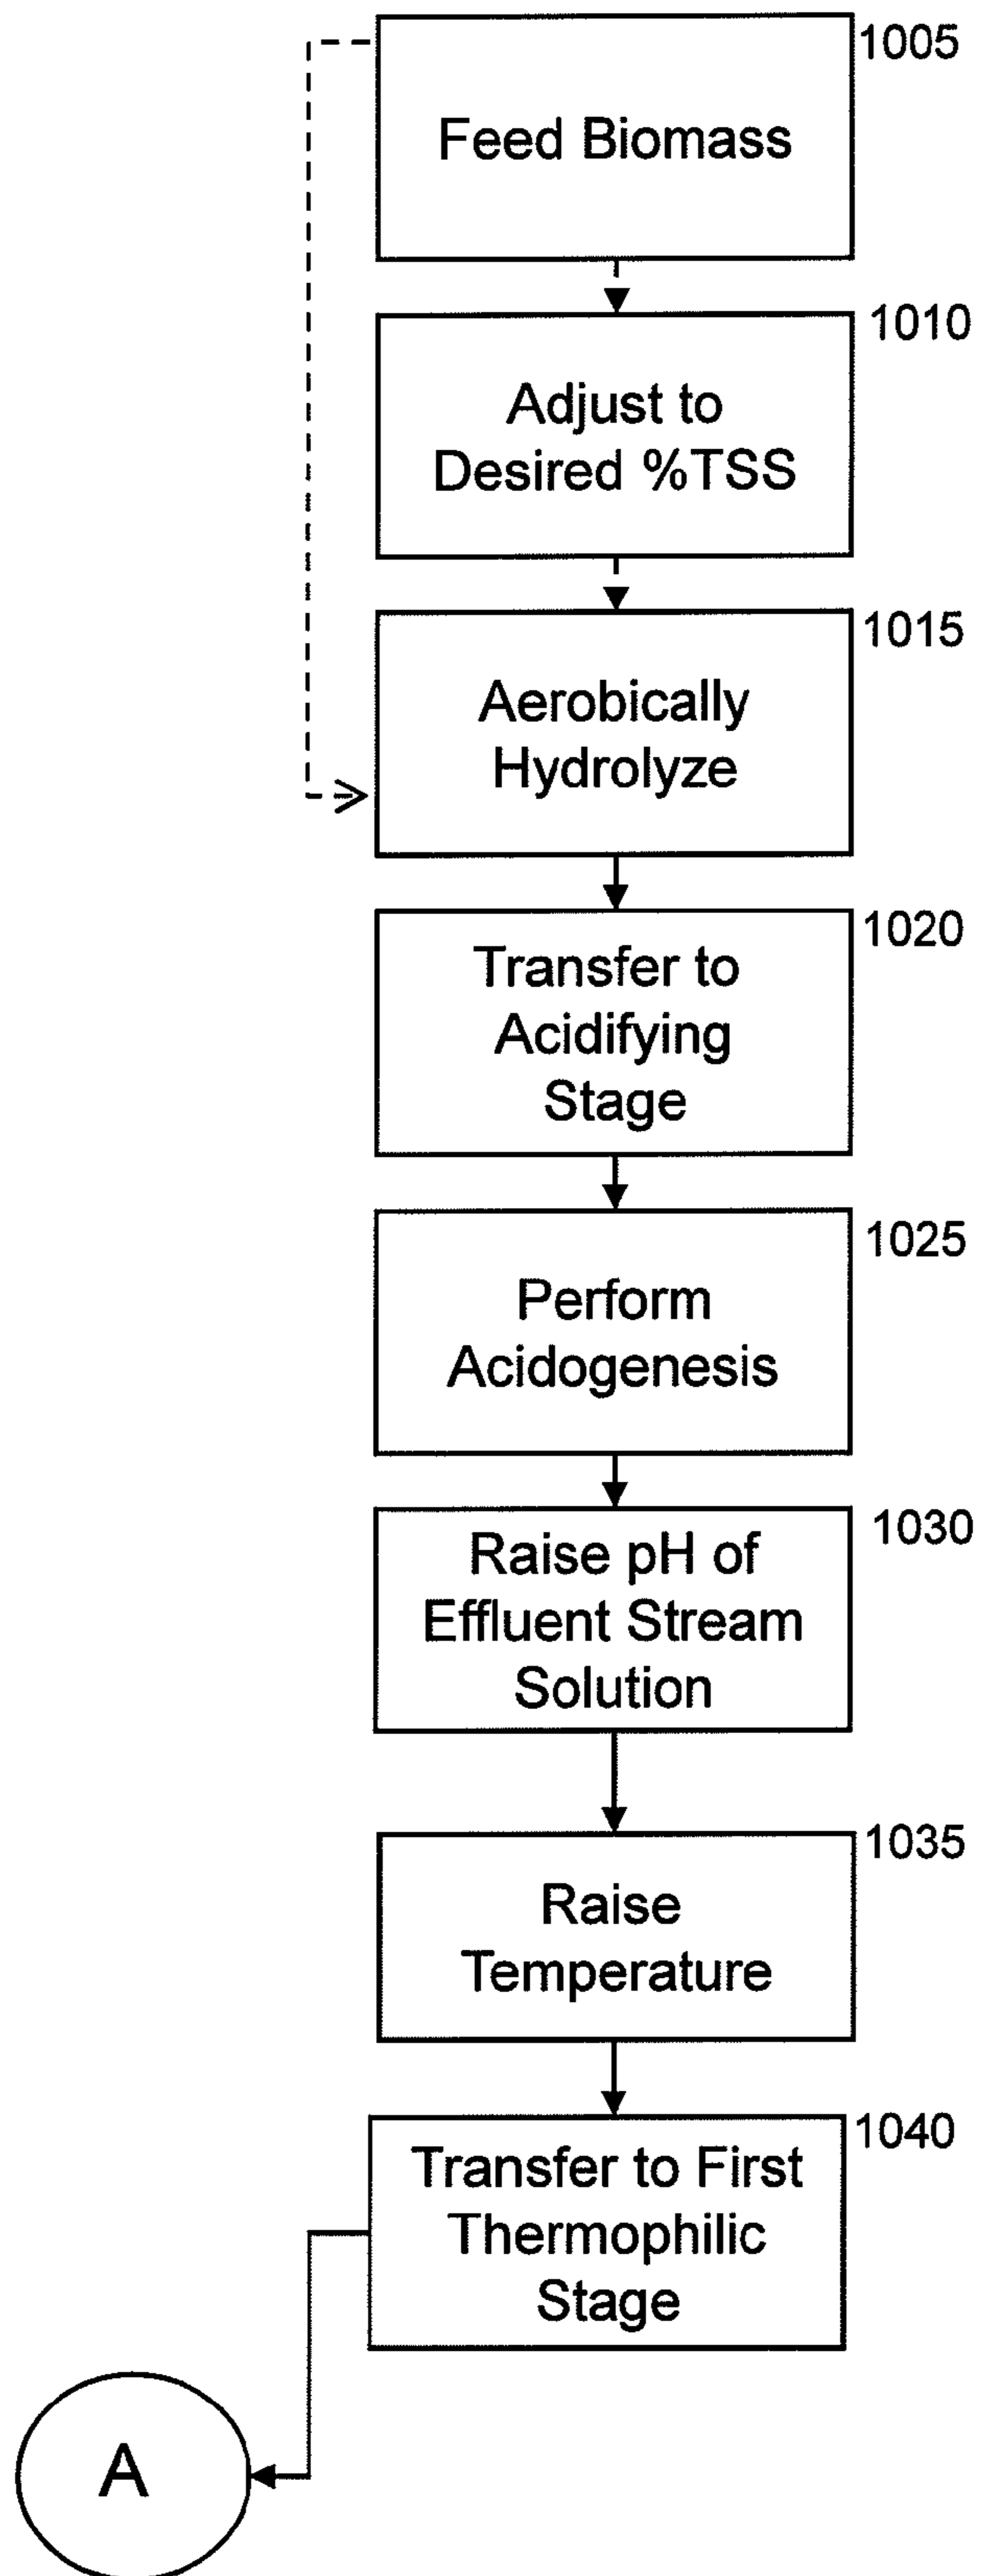 1005
Feed Biomass
1010
Adjust to
Desired %TSS
1015
Aerobically
Hydrolyze
1020
Transfer to
Acidifying
Stage
1025
Perform
Acidogenesis
1030
Raise pH of
Effluent Stream
Solution
1035
Raise
Temperature
1040
Transfer to First
Thermophilic
Stage
A